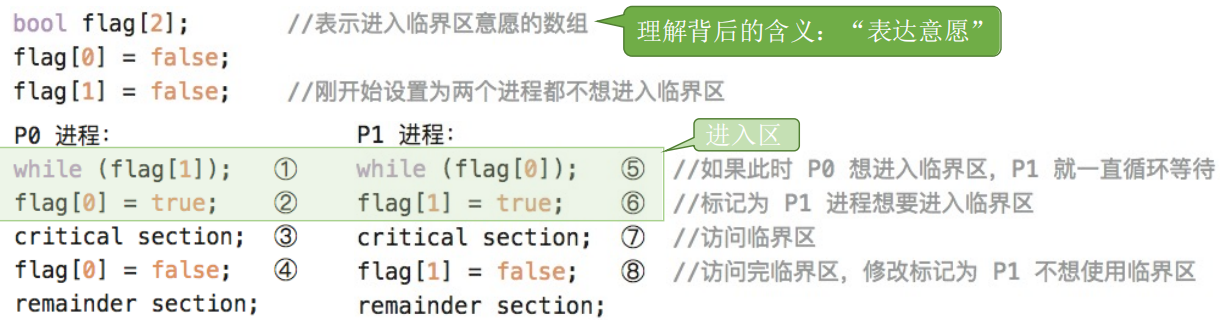 bool flag[2]; //表示进入临界区意愿的数组
理解背后的含义：“表达意愿”
flag[0] = false;
flag[1] = false; //刚开始设置为两个进程都不想进入临界区
P0 进程： P1 进程： 进入区
while (flag[1]); ① while (flag[0]); ⑤ //如果此时 P0 想进入临界区，P1 就一直循环等待
flag[0] = true; ② flag[1] = true; ⑥ //标记为 P1 进程想要进入临界区
critical section; ③ critical section; ⑦ //访问临界区
flag[0] = false; ④ flag[1] = false; ⑧ //访问完临界区，修改标记为 P1 不想使用临界区
remainder section; remainder section;